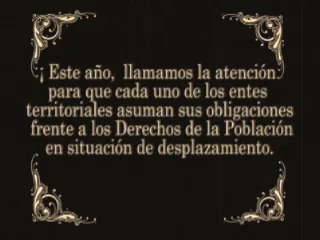 ¡ Este año,  llamamos la atención
para que cada uno de los entes
territoriales asuman sus obligaciones
frente a los Derechos de la Población
en situación de desplazamiento.